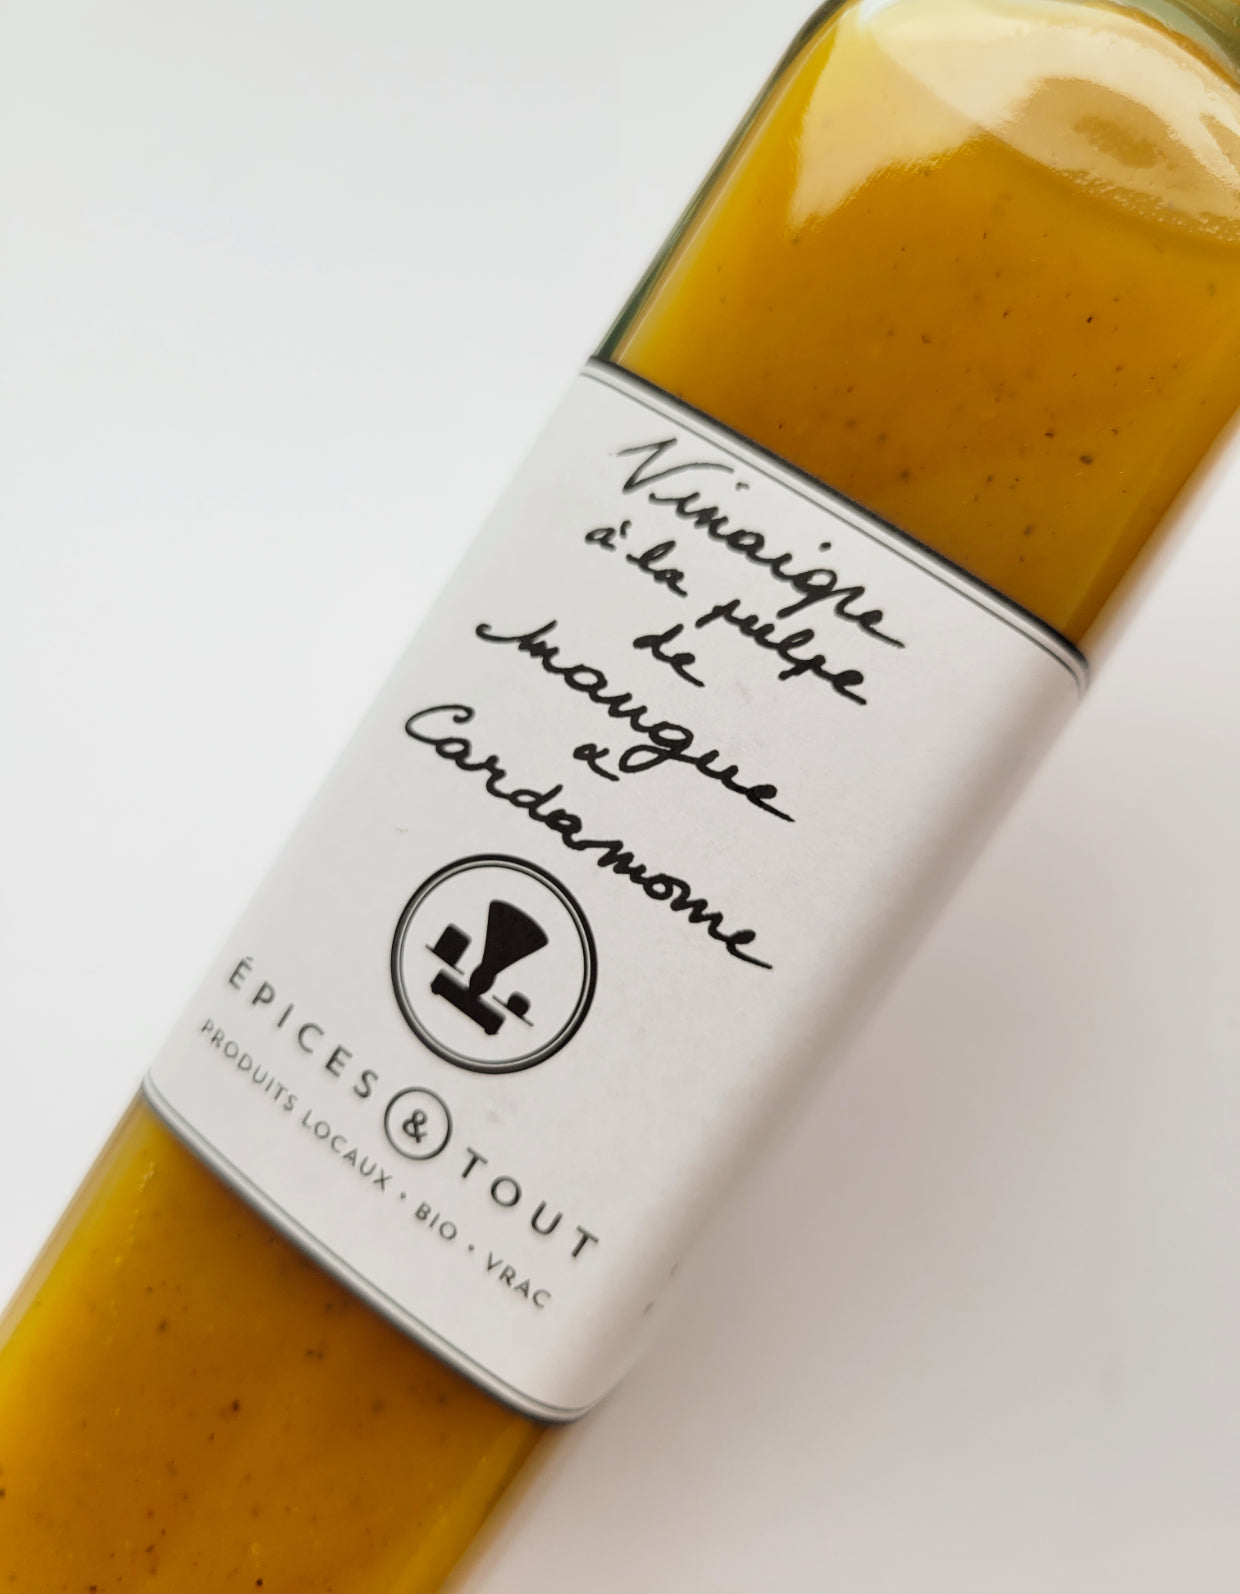 Vinaigre
à la pulpe
de
mangue
&
Cardamome
ÉPICES & TOUT
PRODUITS LOCAUX • BIO • VRAC